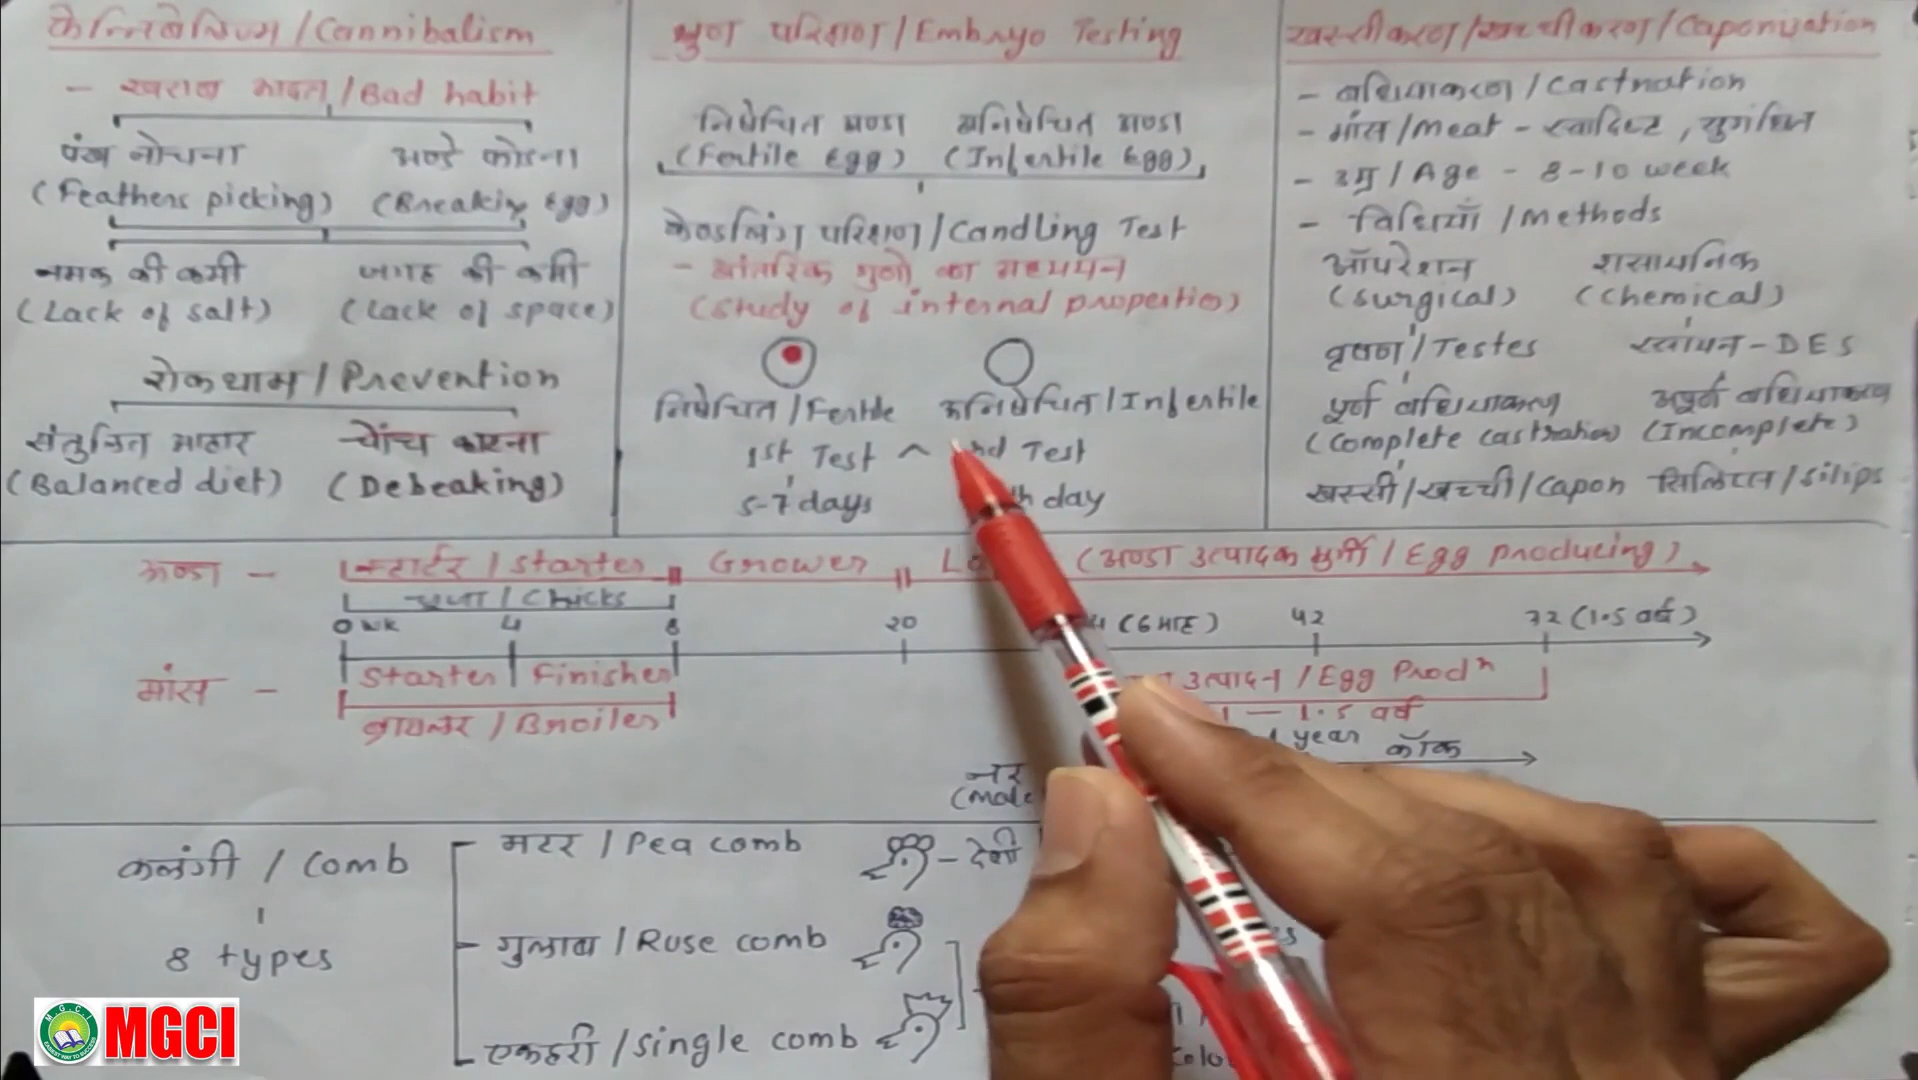 केनिबेलिज्म/Cannibalism
- खराब आदत/Bad habit
पंख नोचना अण्डे फोडना
(Feathers picking) (Breaking Egg)
नमक की कमी जगह की कमी
(Lack of salt) (Lack of space)
रोकथाम/Prevention
संतुलित आहार चोंच काटना
(Balanced diet) (Debeaking)
भ्रुण परिक्षण/Embryo Testing
निषेचित अण्डा अनिषेचित अण्डा
(Fertile Egg) (Infertile Egg)
केण्डलिंग परिक्षण/Candling Test
- आंतरिक गुणो का अध्ययन
(Study of internal properties)
निषेचित/Fertile अनिषेचित/Infertile
1st Test Test
5-7 days day
खस्सीकरण/खच्चीकरण/Caponisation
- बधियाकरण/Castration
- मांस/Meat - स्वादिष्ट, सुगंधित
- उम्र/Age - 8-10 week
- विधियाँ/Methods
ऑपरेशन रासायनिक
(Surgical) (Chemical)
वृषण/Testes रसायन-DES
पूर्ण बधियाकरण अपूर्ण बधियाकरण
(Complete castration) (Incomplete)
खस्सी/खच्ची/Capon सिलिप्स/Silips
अण्डा - स्टार्टर/Starter Grower (अण्डा उत्पादक मुर्गी/Egg producing)
चूजा/Chicks
0 wk 4 8 20 (6 माह) 42 72 (1.5 वर्ष)
मांस - Starter Finisher उत्पादन/Egg Prodⁿ
ब्रायलर/Broiler 1-1.5 वर्ष
year कॉक
नर
कलंगी/Comb
8 types
मटर/Pea comb - देशी
गुलाब/Rose comb
एकहरी/Single comb
MGCI